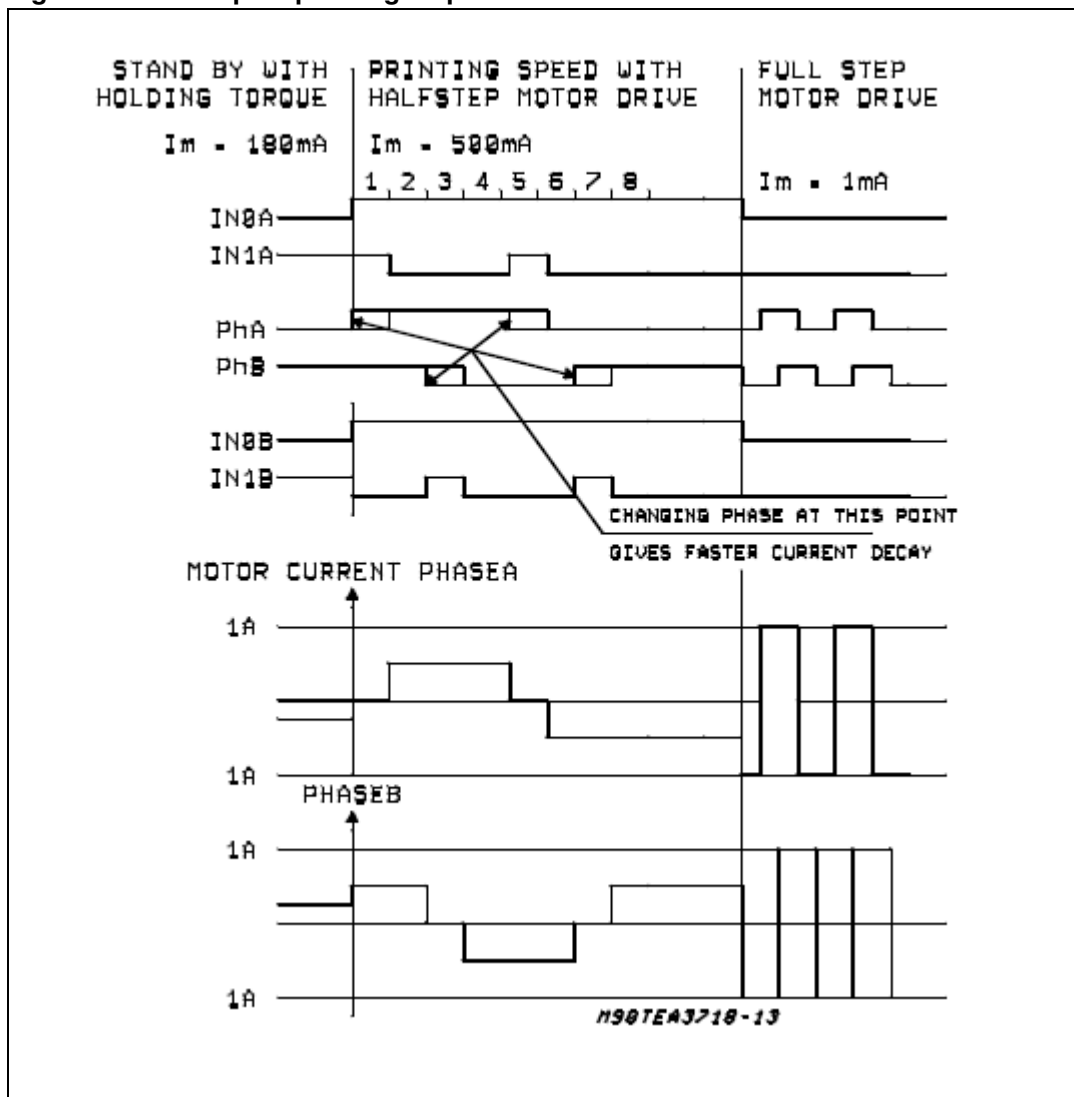 STAND BY WITH
HOLDING TORQUE
Im = 180mA
PRINTING SPEED WITH
HALFSTEP MOTOR DRIVE
Im = 500mA
FULL STEP
MOTOR DRIVE
Im = 1mA
1 2 3 4 5 6 7 8
IN0A
IN1A
PhA
PhB
IN0B
IN1B
CHANGING PHASE AT THIS POINT
GIVES FASTER CURRENT DECAY
MOTOR CURRENT PHASEA
1A
1A
PHASEB
1A
1A
M90TEA3718-13